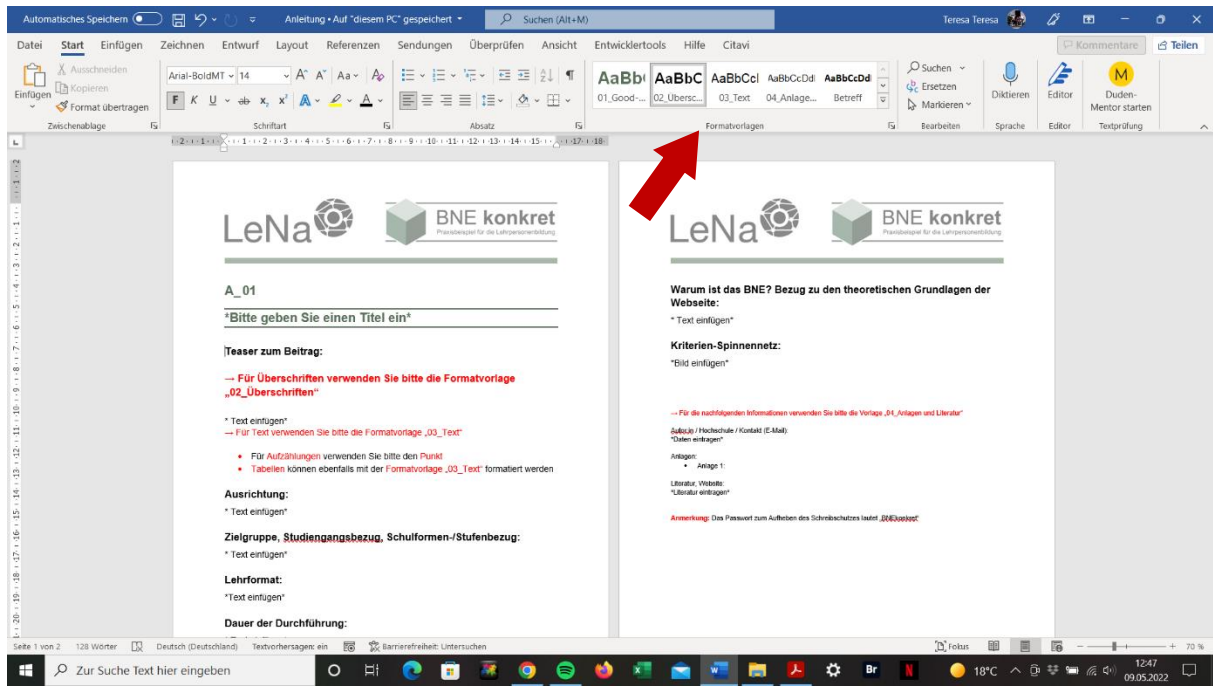 Automatisches Speichern
Anleitung • Auf "diesem PC" gespeichert
Suchen (Alt+M)
Teresa Teresa
Datei Start Einfügen Zeichnen Entwurf Layout Referenzen Sendungen Überprüfen Ansicht Entwicklertools Hilfe Citavi
Kommentare Teilen
Einfügen
Ausschneiden
Kopieren
Format übertragen
Zwischenablage
Arial-BoldMT 14
F K U ab x₂ x²
Schriftart
Absatz
AaBb( AaBbC AaBbCcI AaBbCcDd AaBbCcDd
01_Good-... 02_Übersc... 03_Text 04_Anlage... Betreff
Formatvorlagen
Suchen
Ersetzen
Markieren
Bearbeiten
Diktieren
Sprache
Editor
Editor
M
Duden-
Mentor starten
Textprüfung
LeNa
BNE konkret
Praxisbeispiel für die Lehrpersonenbildung
A_01
*Bitte geben Sie einen Titel ein*
Teaser zum Beitrag:
→ Für Überschriften verwenden Sie bitte die Formatvorlage
„02_Überschriften“
* Text einfügen*
→ Für Text verwenden Sie bitte die Formatvorlage „03_Text“
• Für Aufzählungen verwenden Sie bitte den Punkt
• Tabellen können ebenfalls mit der Formatvorlage „03_Text“ formatiert werden
Ausrichtung:
* Text einfügen*
Zielgruppe, Studiengangsbezug, Schulformen-/Stufenbezug:
* Text einfügen*
Lehrformat:
*Text einfügen*
Dauer der Durchführung:
LeNa
BNE konkret
Praxisbeispiel für die Lehrpersonenbildung
Warum ist das BNE? Bezug zu den theoretischen Grundlagen der
Webseite:
* Text einfügen*
Kriterien-Spinnennetz:
*Bild einfügen*
→ Für die nachfolgenden Informationen verwenden Sie bitte die Vorlage „04_Anlagen und Literatur“
Autor:in / Hochschule / Kontakt (E-Mail):
*Daten eintragen*
Anlagen:
• Anlage 1:
Literatur, Website:
*Literatur eintragen*
Anmerkung: Das Passwort zum Aufheben des Schreibschutzes lautet „BNEkonkret“
Seite 1 von 2 128 Wörter Deutsch (Deutschland) Textvorhersagen: ein Barrierefreiheit: Untersuchen
Fokus
70 %
Zur Suche Text hier eingeben
Br
N
18°C
12:47
09.05.2022